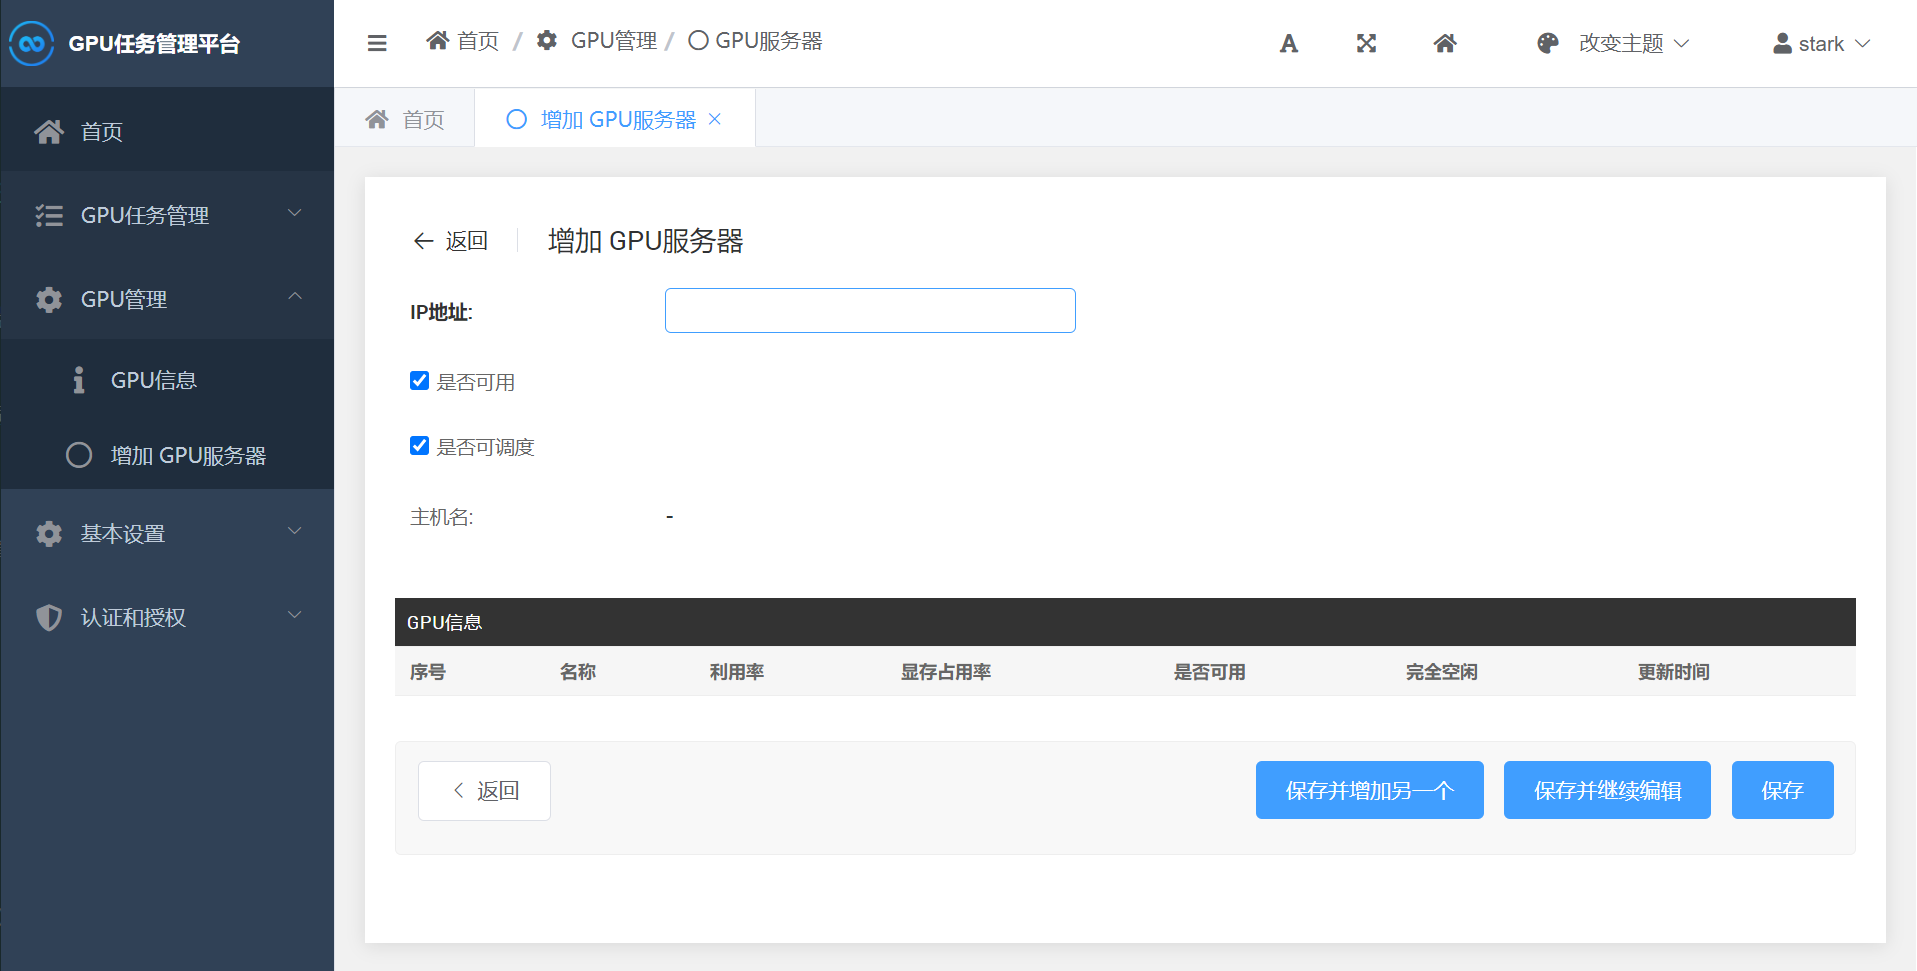 GPU任务管理平台
首页 / GPU管理 / GPU服务器
A
改变主题
stark
首页
增加 GPU服务器
首页
GPU任务管理
GPU管理
GPU信息
增加 GPU服务器
基本设置
认证和授权
返回
增加 GPU服务器
IP地址:
是否可用
是否可调度
主机名:
-
GPU信息
序号 名称 利用率 显存占用率 是否可用 完全空闲 更新时间
返回
保存并增加另一个
保存并继续编辑
保存